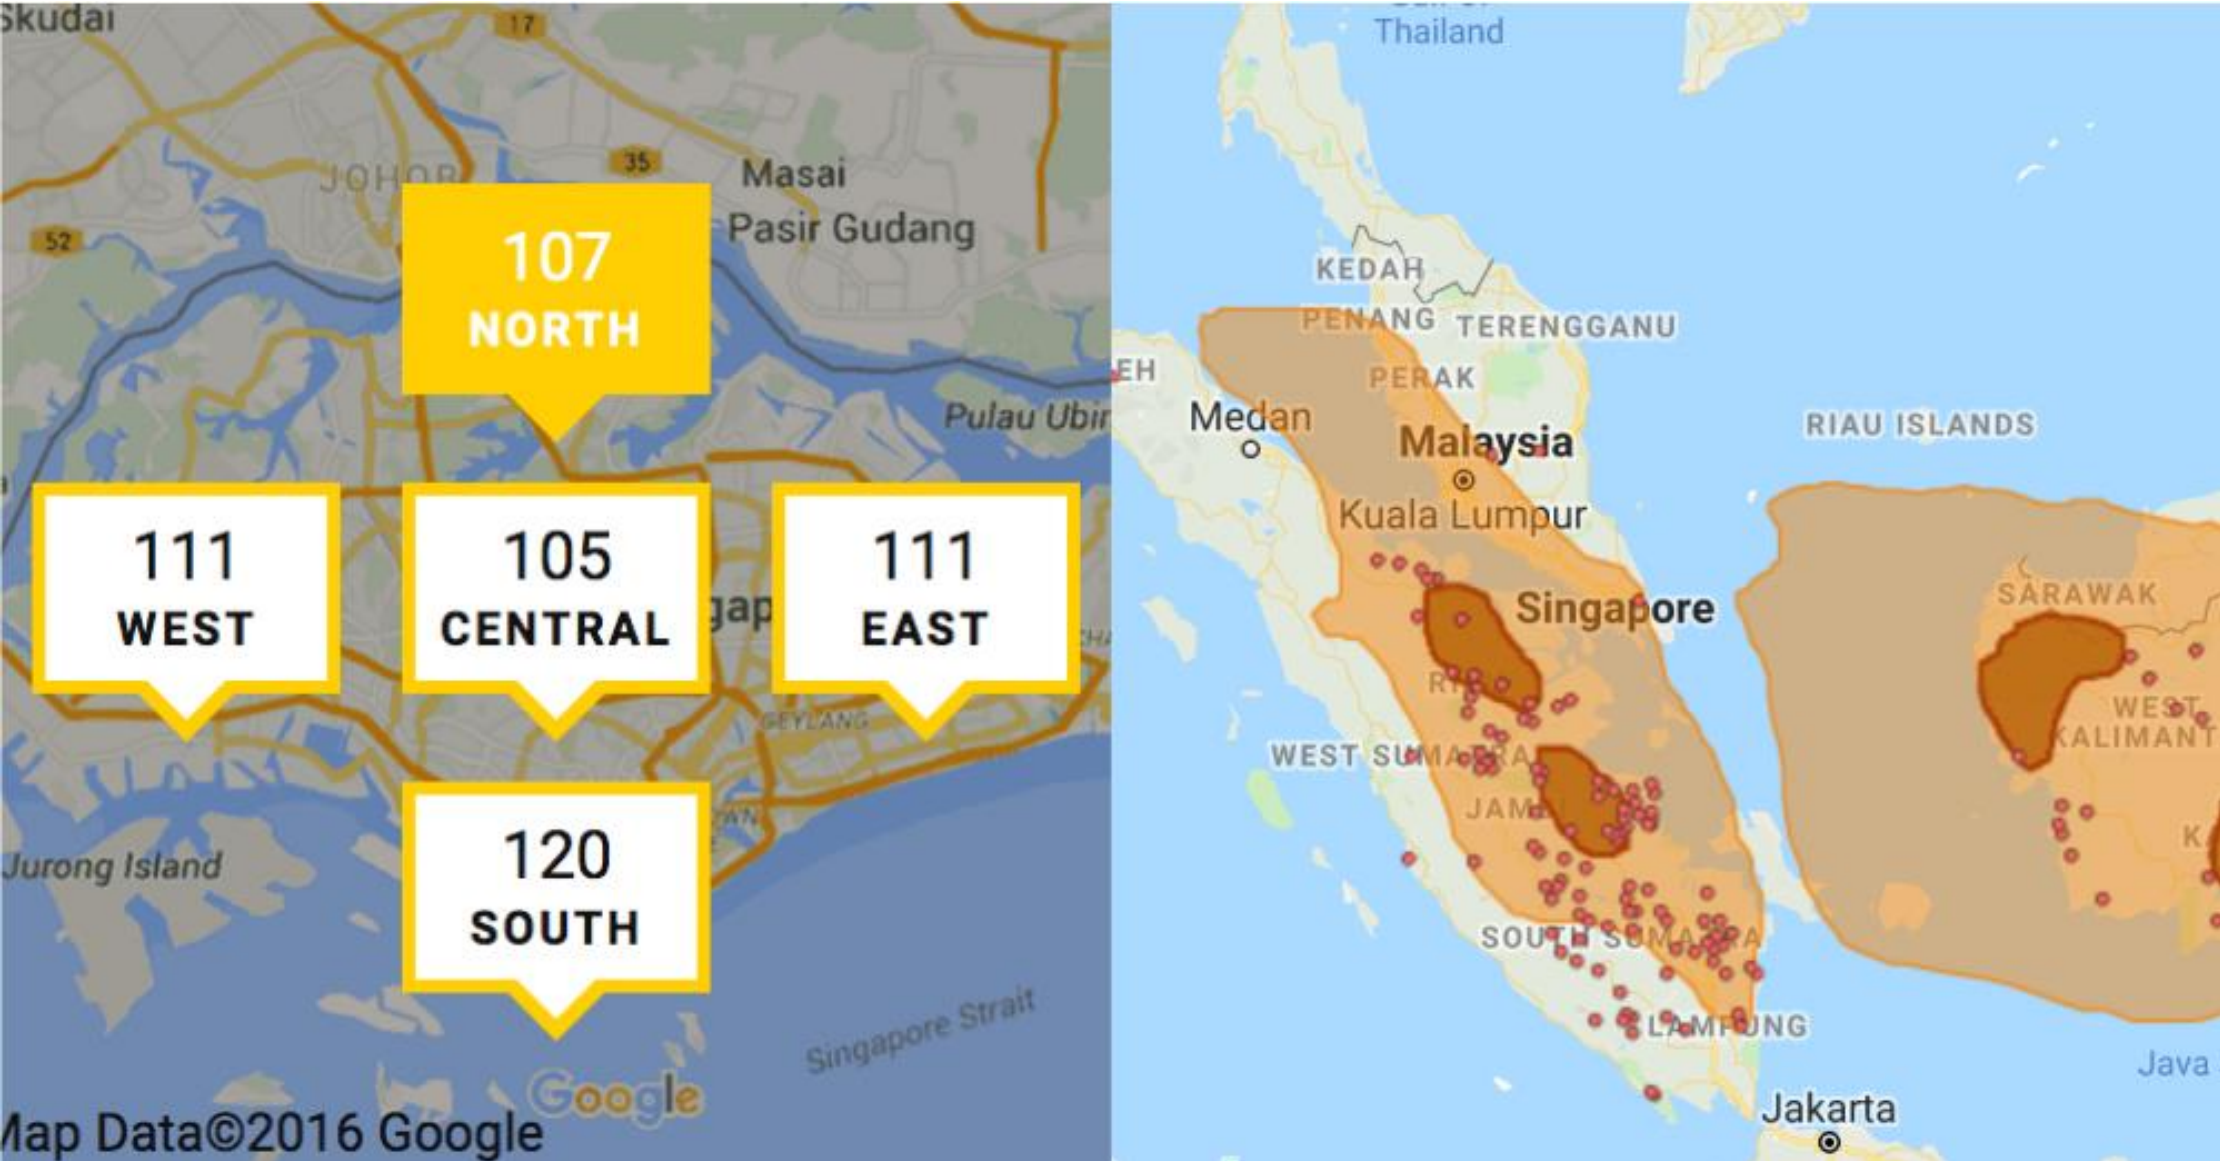 Skudai
17
JOHOR
35
Masai
Pasir Gudang
52
107
NORTH
Pulau Ubin
111
WEST
105
CENTRAL
111
EAST
gap
GEYLANG
120
SOUTH
Jurong Island
Singapore Strait
Google
Map Data©2016 Google
Thailand
KEDAH
PENANG
TERENGGANU
PERAK
EH
Medan
Malaysia
Kuala Lumpur
RIAU ISLANDS
Singapore
SARAWAK
WEST
KALIMANT
WEST SUMATRA
JAMBI
SOUTH SUMATRA
LAMPUNG
Java
Jakarta